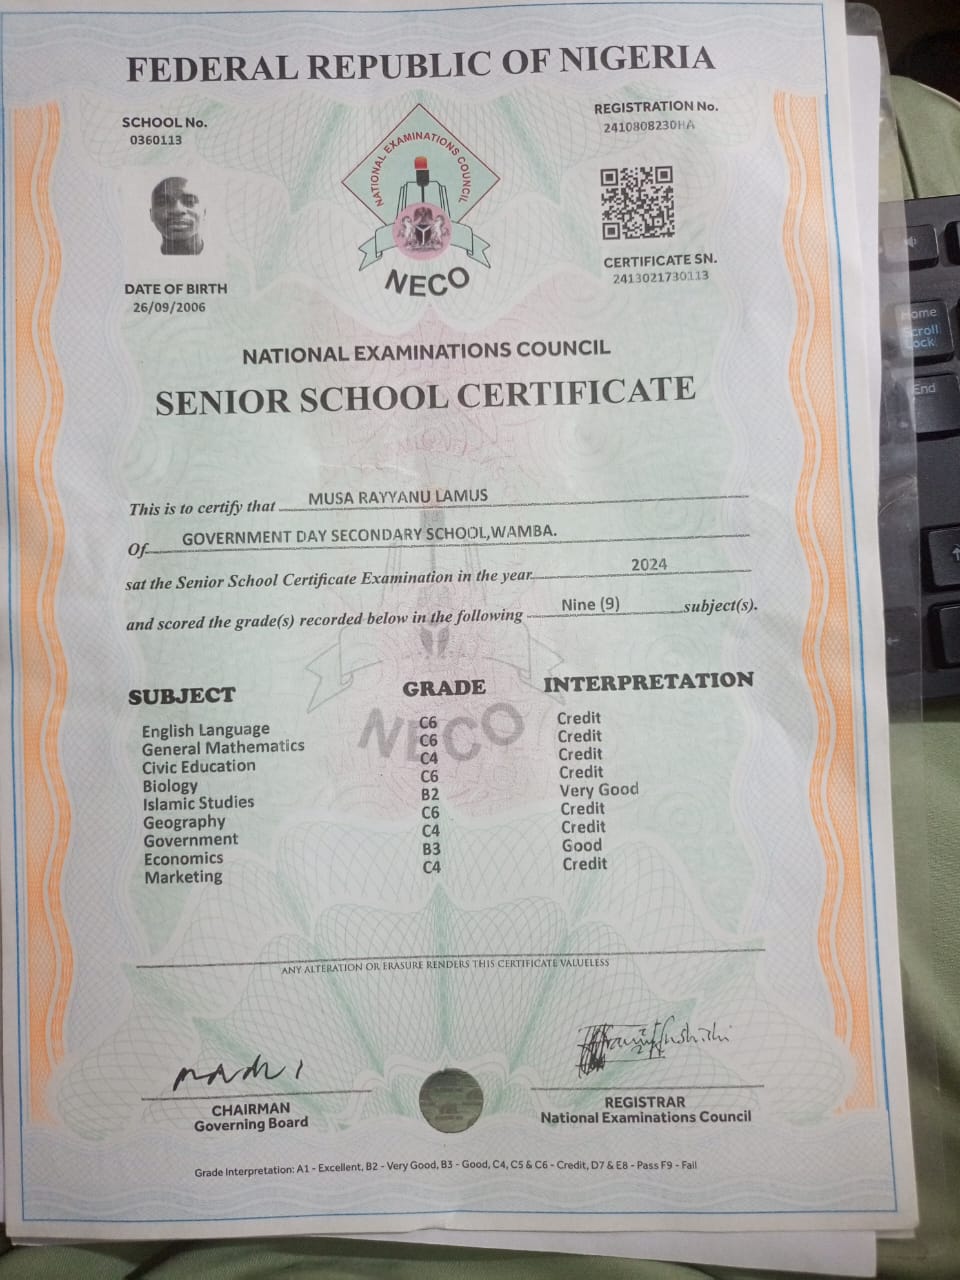 FEDERAL REPUBLIC OF NIGERIA
SCHOOL No.
0360113
REGISTRATION No.
2410808230HA
NATIONAL EXAMINATIONS COUNCIL
NECO
CERTIFICATE SN.
2413021730113
DATE OF BIRTH
26/09/2006
NATIONAL EXAMINATIONS COUNCIL
SENIOR SCHOOL CERTIFICATE
This is to certify that MUSA RAYYANU LAMUS
Of GOVERNMENT DAY SECONDARY SCHOOL,WAMBA.
sat the Senior School Certificate Examination in the year 2024
and scored the grade(s) recorded below in the following Nine (9) subject(s).
SUBJECT GRADE INTERPRETATION
English Language C6 Credit
General Mathematics C6 Credit
Civic Education C4 Credit
Biology C6 Credit
Islamic Studies B2 Very Good
Geography C6 Credit
Government C4 Credit
Economics B3 Good
Marketing C4 Credit
NECO
ANY ALTERATION OR ERASURE RENDERS THIS CERTIFICATE VALUELESS
CHAIRMAN
Governing Board
REGISTRAR
National Examinations Council
Grade Interpretation: A1 - Excellent, B2 - Very Good, B3 - Good, C4, C5 & C6 - Credit, D7 & E8 - Pass F9 - Fail
Home
Scroll
Lock
End